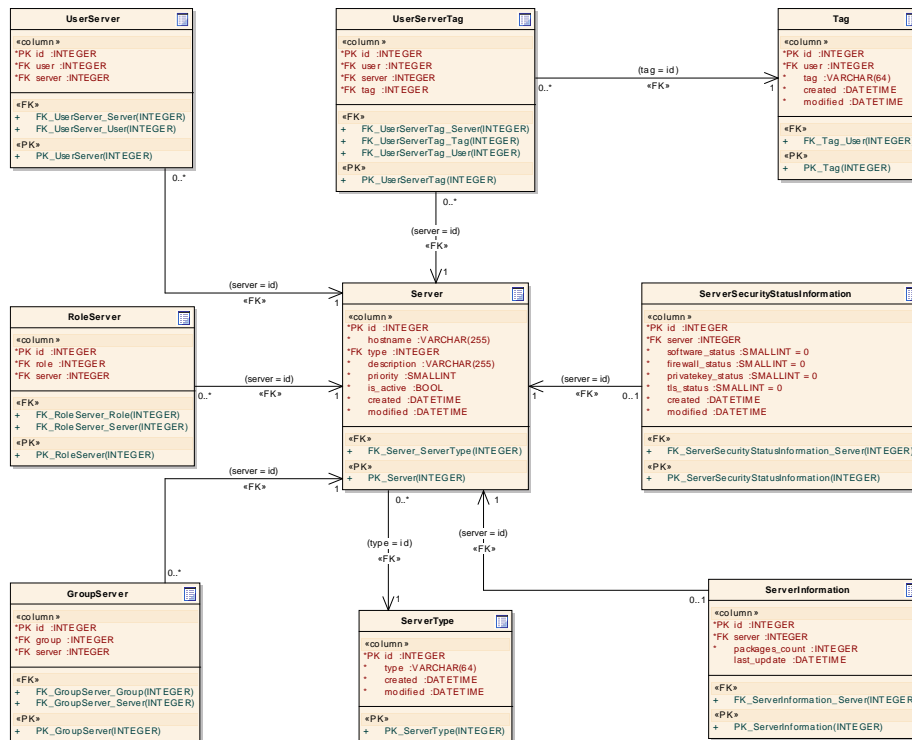 UserServer
«column»
*PK id :INTEGER
*FK user :INTEGER
*FK server :INTEGER
«FK»
+ FK_UserServer_Server(INTEGER)
+ FK_UserServer_User(INTEGER)
«PK»
+ PK_UserServer(INTEGER)
UserServerTag
«column»
*PK id :INTEGER
*FK user :INTEGER
*FK server :INTEGER
*FK tag :INTEGER
«FK»
+ FK_UserServerTag_Server(INTEGER)
+ FK_UserServerTag_Tag(INTEGER)
+ FK_UserServerTag_User(INTEGER)
«PK»
+ PK_UserServerTag(INTEGER)
(tag = id)
0..*
«FK»
1
Tag
«column»
*PK id :INTEGER
*FK user :INTEGER
* tag :VARCHAR(64)
* created :DATETIME
* modified :DATETIME
«FK»
+ FK_Tag_User(INTEGER)
«PK»
+ PK_Tag(INTEGER)
0..*
0..*
(server = id)
«FK»
1
(server = id)
«FK»
1
RoleServer
«column»
*PK id :INTEGER
*FK role :INTEGER
*FK server :INTEGER
«FK»
+ FK_RoleServer_Role(INTEGER)
+ FK_RoleServer_Server(INTEGER)
«PK»
+ PK_RoleServer(INTEGER)
(server = id)
0..*
«FK»
1
Server
«column»
*PK id :INTEGER
* hostname :VARCHAR(255)
*FK type :INTEGER
* description :VARCHAR(255)
* priority :SMALLINT
* is_active :BOOL
* created :DATETIME
* modified :DATETIME
«FK»
+ FK_Server_ServerType(INTEGER)
«PK»
+ PK_Server(INTEGER)
(server = id)
1
«FK»
0..1
ServerSecurityStatusInformation
«column»
*PK id :INTEGER
*FK server :INTEGER
* software_status :SMALLINT = 0
* firewall_status :SMALLINT = 0
* privatekey_status :SMALLINT = 0
* tls_status :SMALLINT = 0
* created :DATETIME
* modified :DATETIME
«FK»
+ FK_ServerSecurityStatusInformation_Server(INTEGER)
«PK»
+ PK_ServerSecurityStatusInformation(INTEGER)
(server = id)
«FK»
1
0..*
0..*
(type = id)
«FK»
1
1
(server = id)
«FK»
0..1
GroupServer
«column»
*PK id :INTEGER
*FK group :INTEGER
*FK server :INTEGER
«FK»
+ FK_GroupServer_Group(INTEGER)
+ FK_GroupServer_Server(INTEGER)
«PK»
+ PK_GroupServer(INTEGER)
ServerType
«column»
*PK id :INTEGER
* type :VARCHAR(64)
* created :DATETIME
* modified :DATETIME
«PK»
+ PK_ServerType(INTEGER)
ServerInformation
«column»
*PK id :INTEGER
*FK server :INTEGER
* packages_count :INTEGER
last_update :DATETIME
«FK»
+ FK_ServerInformation_Server(INTEGER)
«PK»
+ PK_ServerInformation(INTEGER)